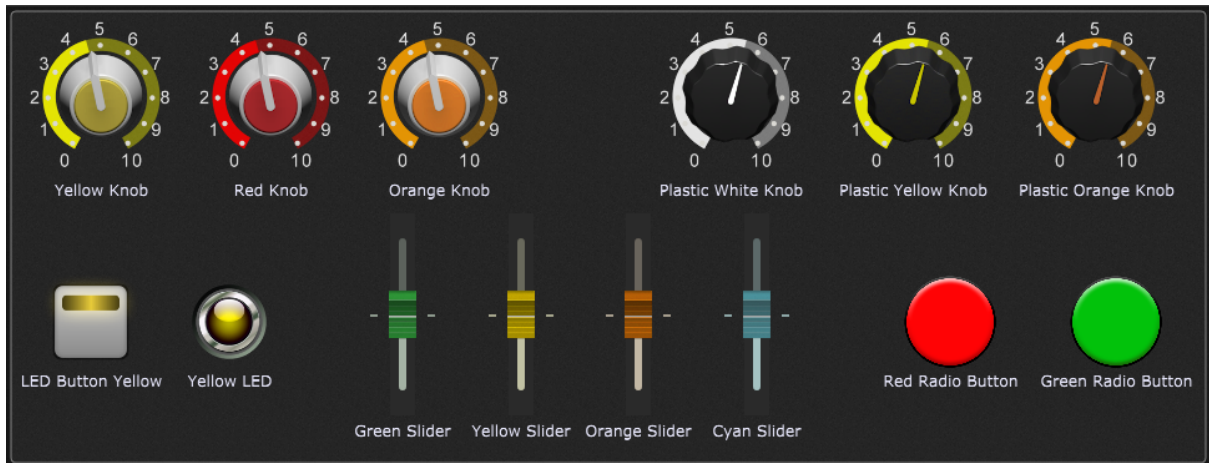 0 1 2 3 4 5 6 7 8 9 10
Yellow Knob
0 1 2 3 4 5 6 7 8 9 10
Red Knob
0 1 2 3 4 5 6 7 8 9 10
Orange Knob
0 1 2 3 4 5 6 7 8 9 10
Plastic White Knob
0 1 2 3 4 5 6 7 8 9 10
Plastic Yellow Knob
0 1 2 3 4 5 6 7 8 9 10
Plastic Orange Knob
LED Button Yellow
Yellow LED
Green Slider
Yellow Slider
Orange Slider
Cyan Slider
Red Radio Button
Green Radio Button